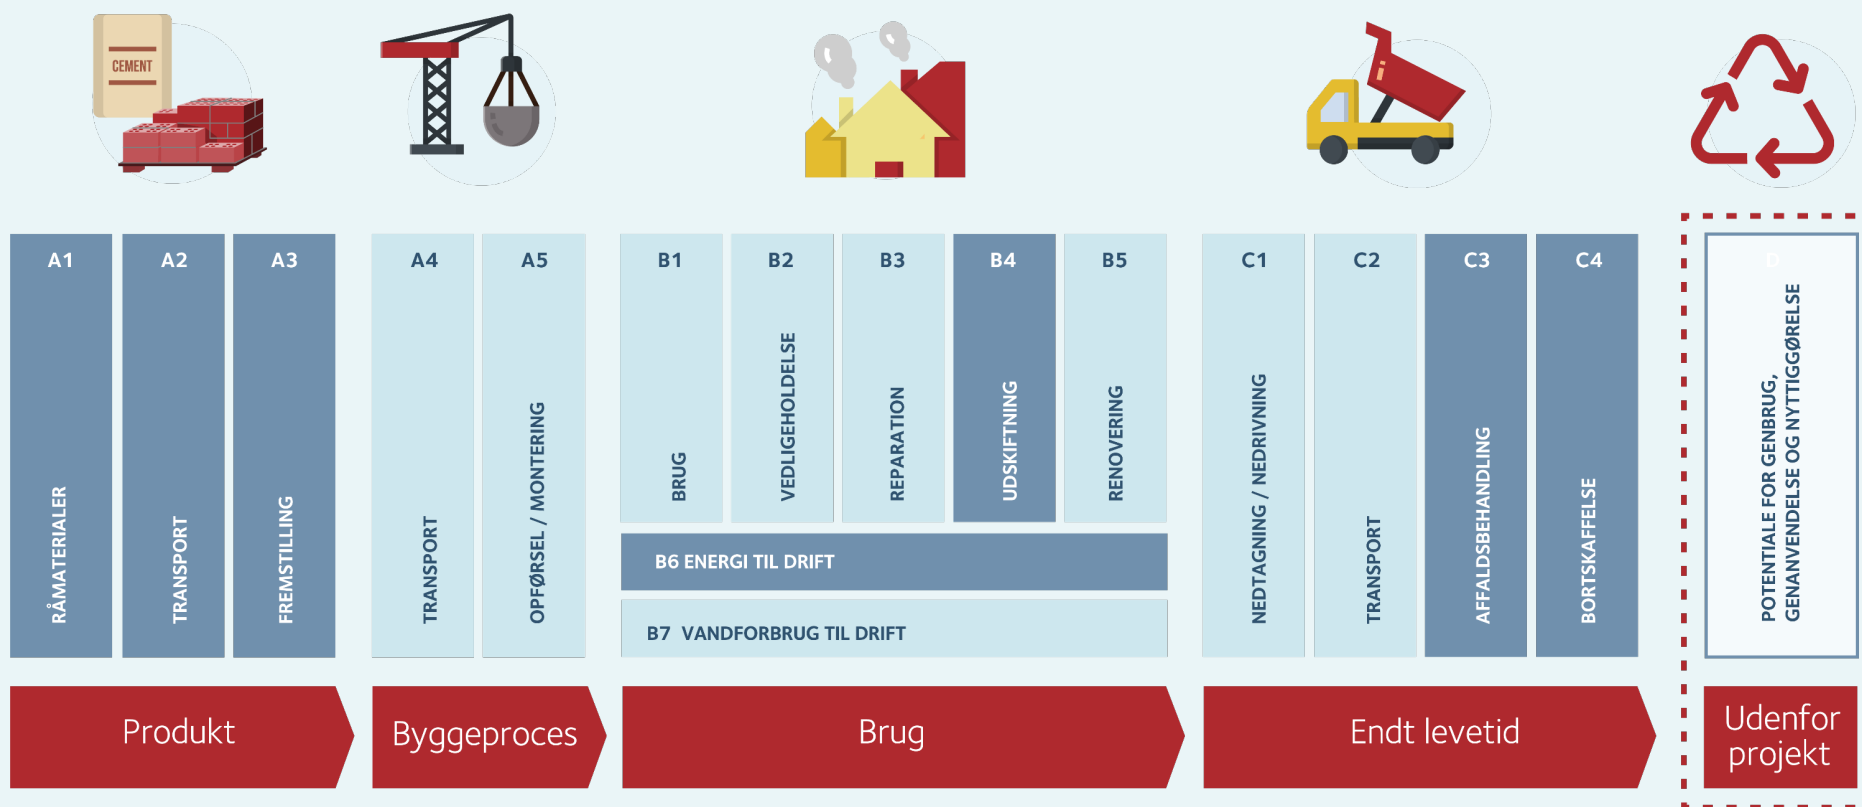 CEMENT
A1
RÅMATERIALER
A2
TRANSPORT
A3
FREMSTILLING
A4
TRANSPORT
A5
OPFØRSEL / MONTERING
B1
BRUG
B2
VEDLIGEHOLDELSE
B3
REPARATION
B4
UDSKIFTNING
B5
RENOVERING
B6 ENERGI TIL DRIFT
B7 VANDFORBRUG TIL DRIFT
C1
NEDTAGNING / NEDRIVNING
C2
TRANSPORT
C3
AFFALDSBEHANDLING
C4
BORTSKAFFELSE
D
POTENTIALE FOR GENBRUG,
GENANVENDELSE OG NYTTIGGØRELSE
Produkt
Byggeproces
Brug
Endt levetid
Udenfor
projekt